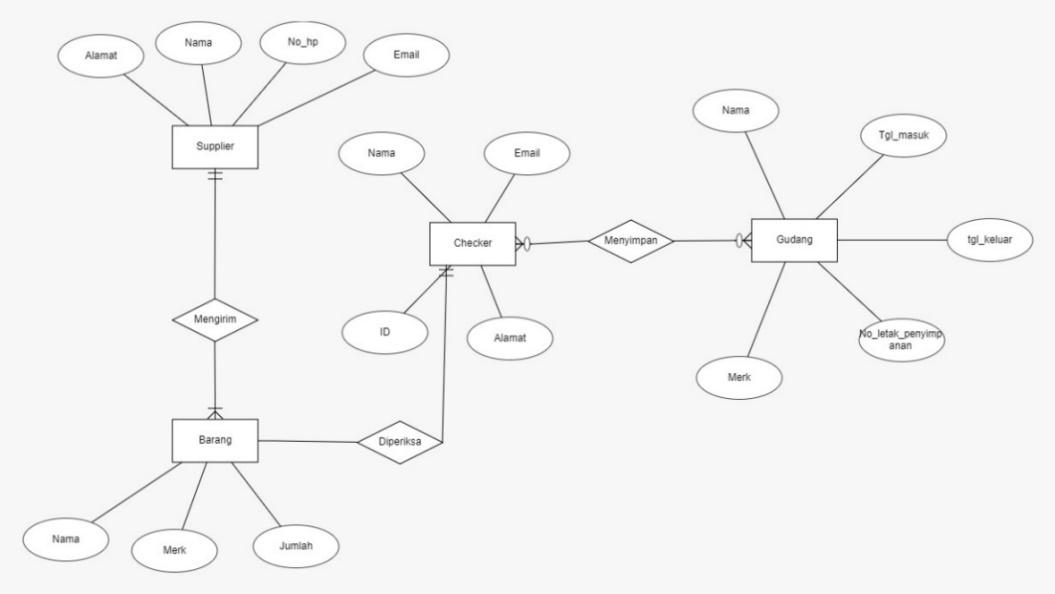 Alamat
Nama
No_hp
Email
Supplier
Nama
Email
Checker
ID
Alamat
Menyimpan
Nama
Tgl_masuk
Gudang
tgl_keluar
No_letak_penyimp
anan
Merk
Mengirim
Barang
Diperiksa
Nama
Merk
Jumlah